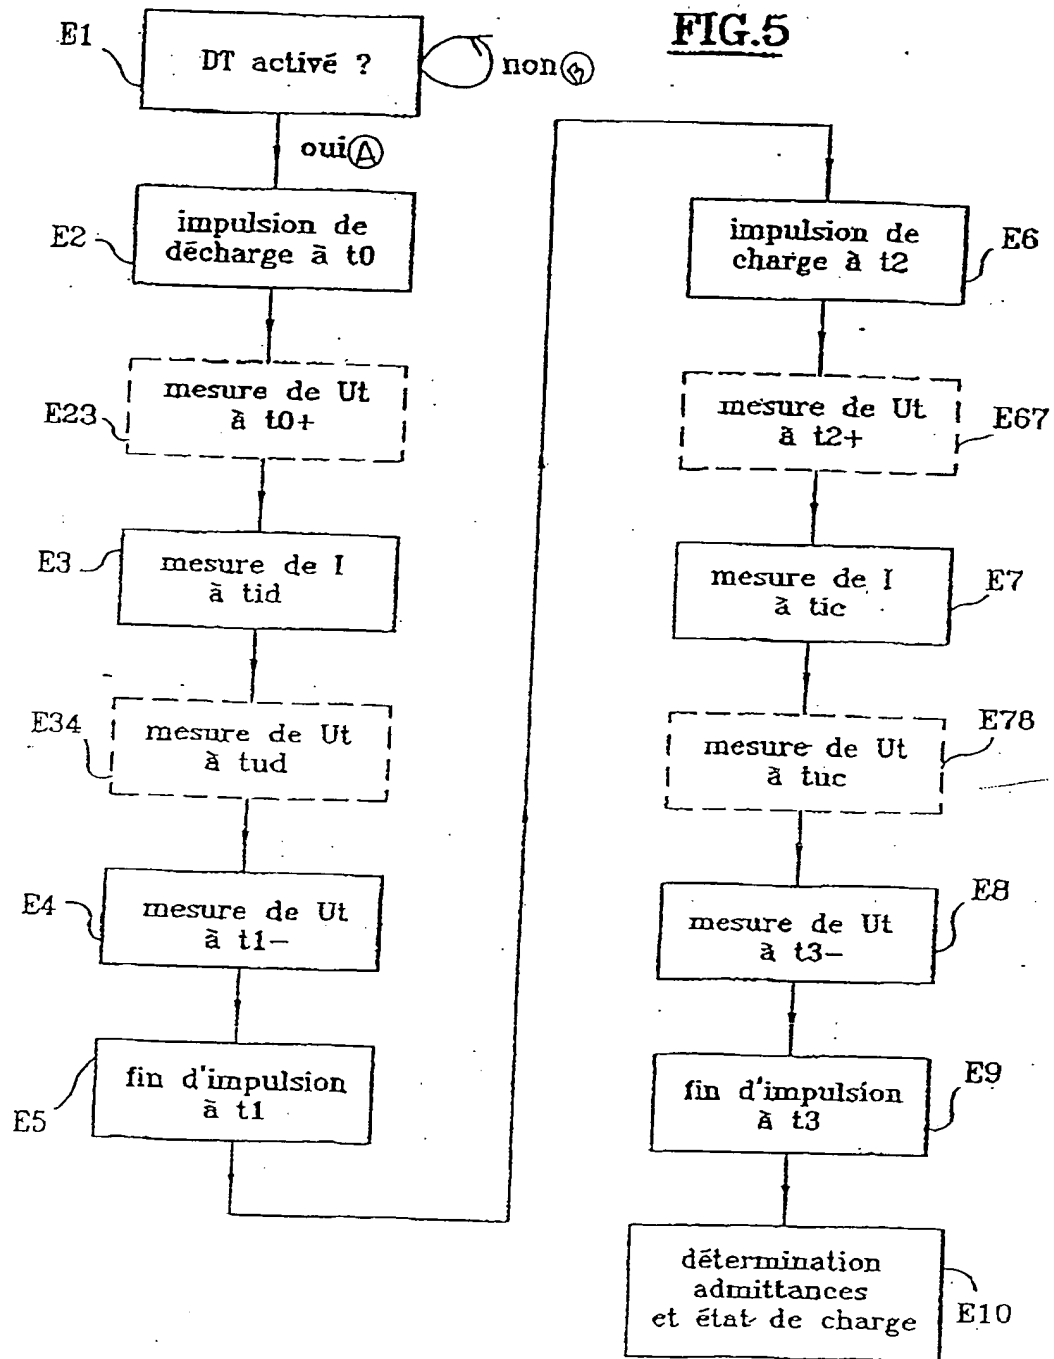 FIG.5
E1
DT activé ?
non B
oui A
E2
impulsion de
décharge à t0
E23
mesure de Ut
à t0+
E3
mesure de I
à tid
E34
mesure de Ut
à tud
E4
mesure de Ut
à t1-
E5
fin d'impulsion
à t1
impulsion de
charge à t2
E6
mesure de Ut
à t2+
E67
mesure de I
à tic
E7
mesure de Ut
à tuc
E78
mesure de Ut
à t3-
E8
fin d'impulsion
à t3
E9
détermination
admittances
et état de charge
E10